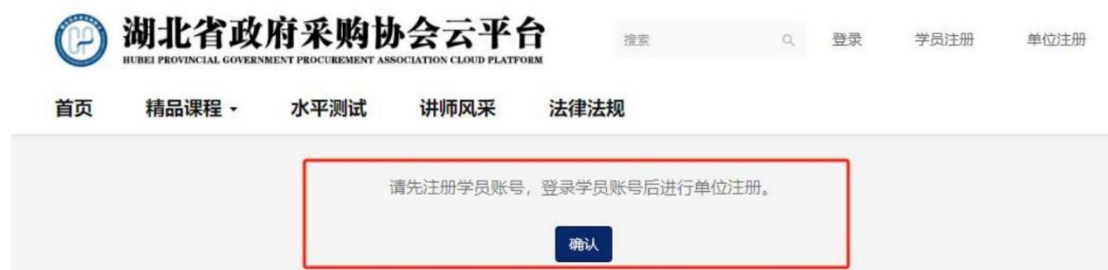 湖北省政府采购协会云平台
HUBEI PROVINCIAL GOVERNMENT PROCUREMENT ASSOCIATION CLOUD PLATFORM
搜索 登录 学员注册 单位注册
首页 精品课程 水平测试 讲师风采 法律法规
请先注册学员账号，登录学员账号后进行单位注册。
确认